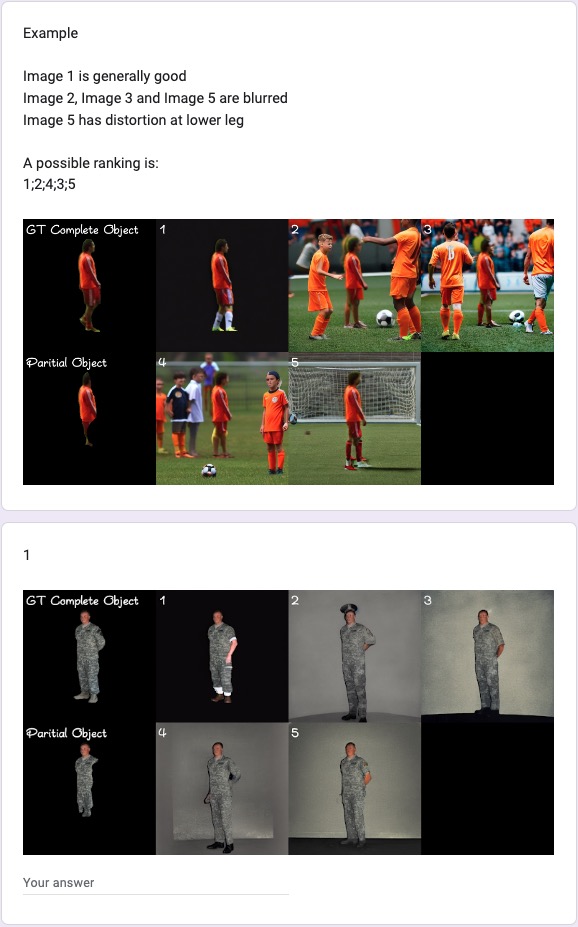 Example
Image 1 is generally good
Image 2, Image 3 and Image 5 are blurred
Image 5 has distortion at lower leg
A possible ranking is:
1;2;4;3;5
GT Complete Object 1 2 3
Paritial Object 4 5
1
GT Complete Object 1 2 3
Paritial Object 4 5
Your answer